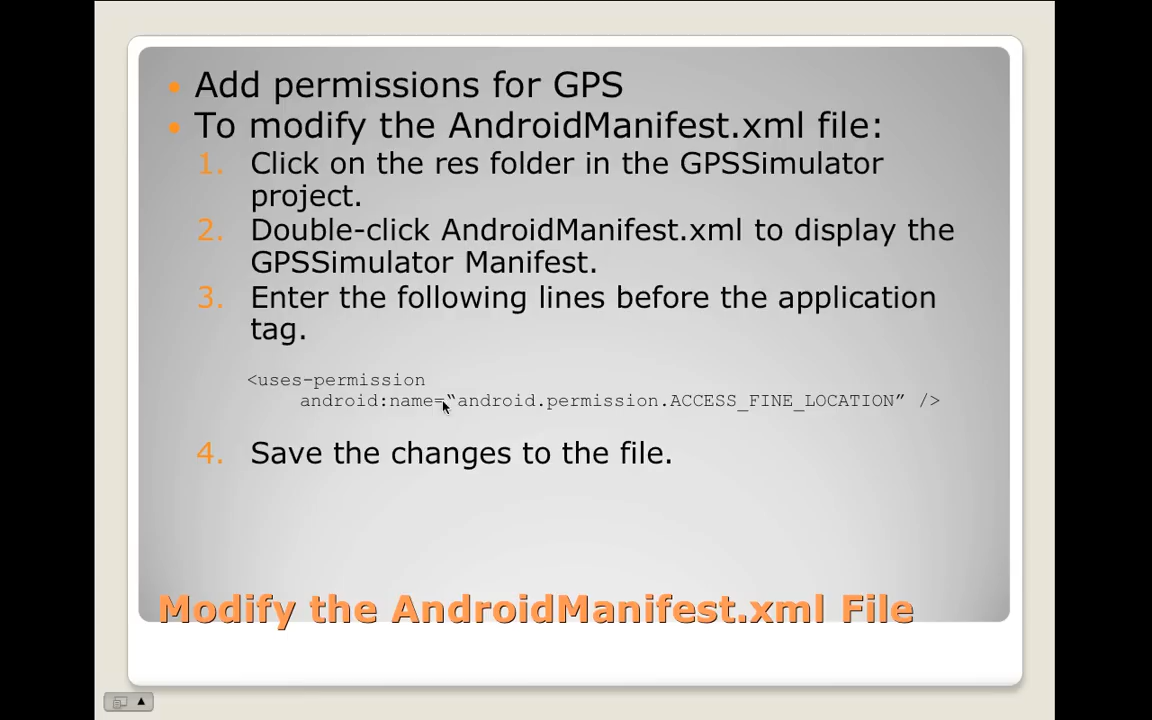 Add permissions for GPS
To modify the AndroidManifest.xml file:
1. Click on the res folder in the GPSSimulator
project.
2. Double-click AndroidManifest.xml to display the
GPSSimulator Manifest.
3. Enter the following lines before the application
tag.
<uses-permission
android:name=“android.permission.ACCESS_FINE_LOCATION” />
4. Save the changes to the file.
Modify the AndroidManifest.xml File